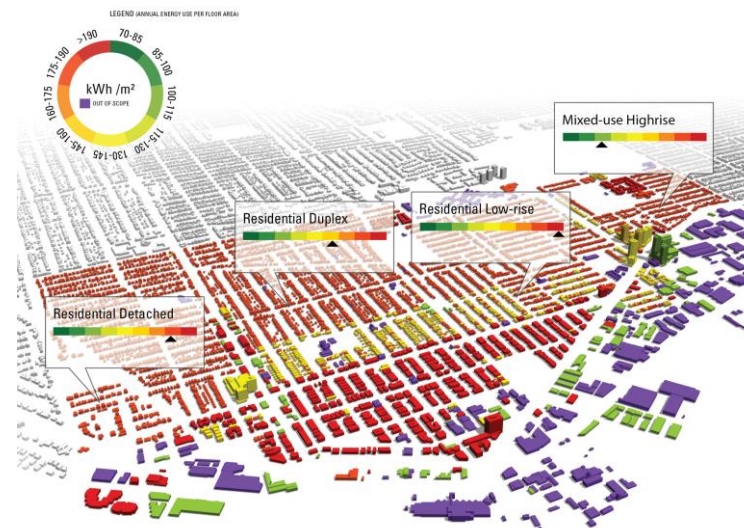 LEGEND (ANNUAL ENERGY USE PER FLOOR AREA)
>190
70-85
175-190
85-100
160-175
100-115
145-160
115-130
130-145
kWh /m²
OUT OF SCOPE
Mixed-use Highrise
Residential Duplex
Residential Low-rise
Residential Detached